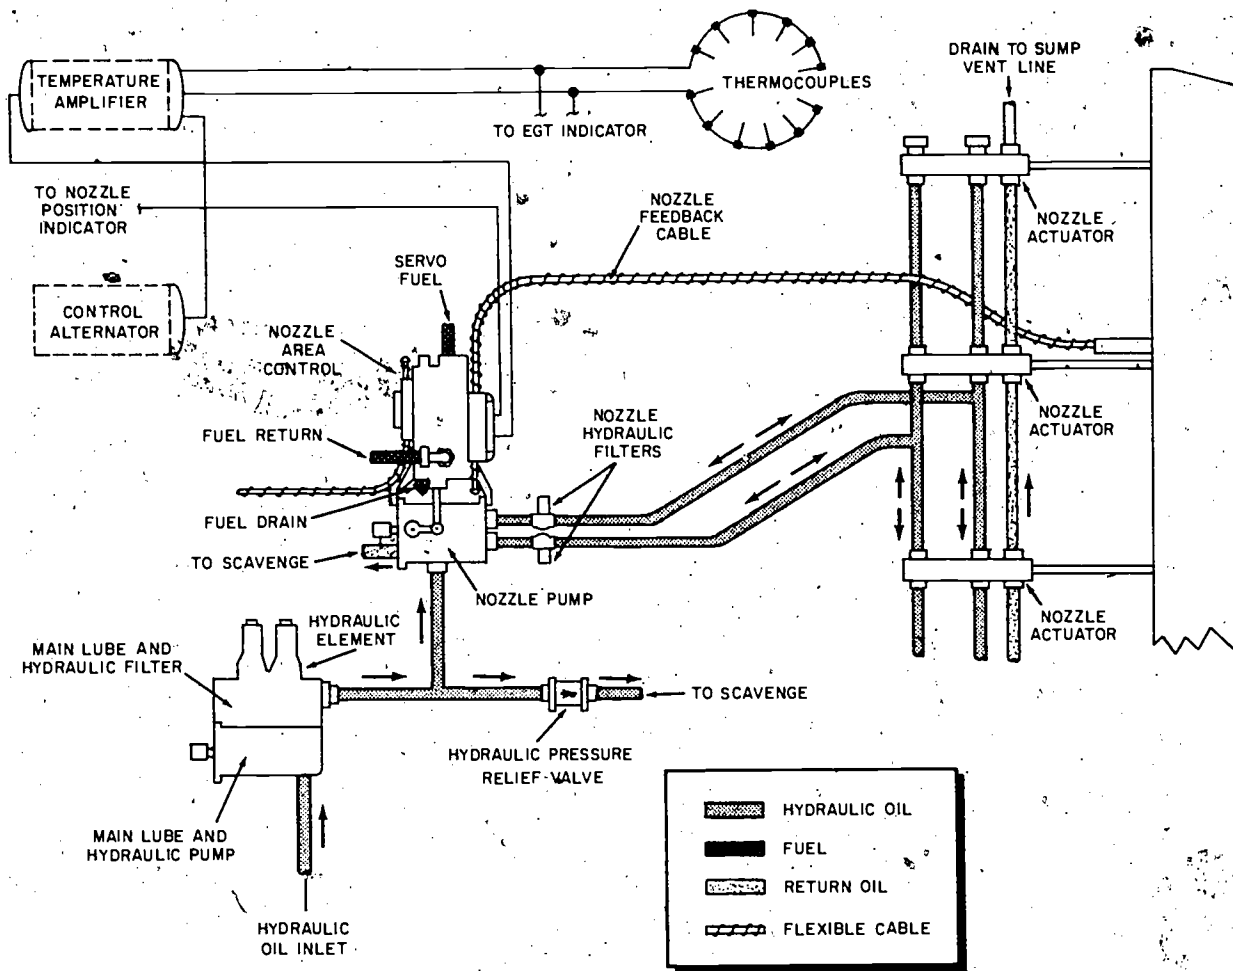 TEMPERATURE
AMPLIFIER
THERMOCOUPLES
TO EGT INDICATOR
DRAIN TO SUMP
VENT LINE
TO NOZZLE
POSITION
INDICATOR
NOZZLE
FEEDBACK
CABLE
NOZZLE
ACTUATOR
SERVO
FUEL
CONTROL
ALTERNATOR
NOZZLE
AREA
CONTROL
NOZZLE
HYDRAULIC
FILTERS
NOZZLE
ACTUATOR
FUEL RETURN
FUEL DRAIN
TO SCAVENGE
NOZZLE PUMP
NOZZLE
ACTUATOR
HYDRAULIC
ELEMENT
MAIN LUBE AND
HYDRAULIC FILTER
TO SCAVENGE
HYDRAULIC PRESSURE
RELIEF-VALVE
MAIN LUBE AND
HYDRAULIC PUMP
HYDRAULIC
OIL INLET
HYDRAULIC OIL
FUEL
RETURN OIL
FLEXIBLE CABLE